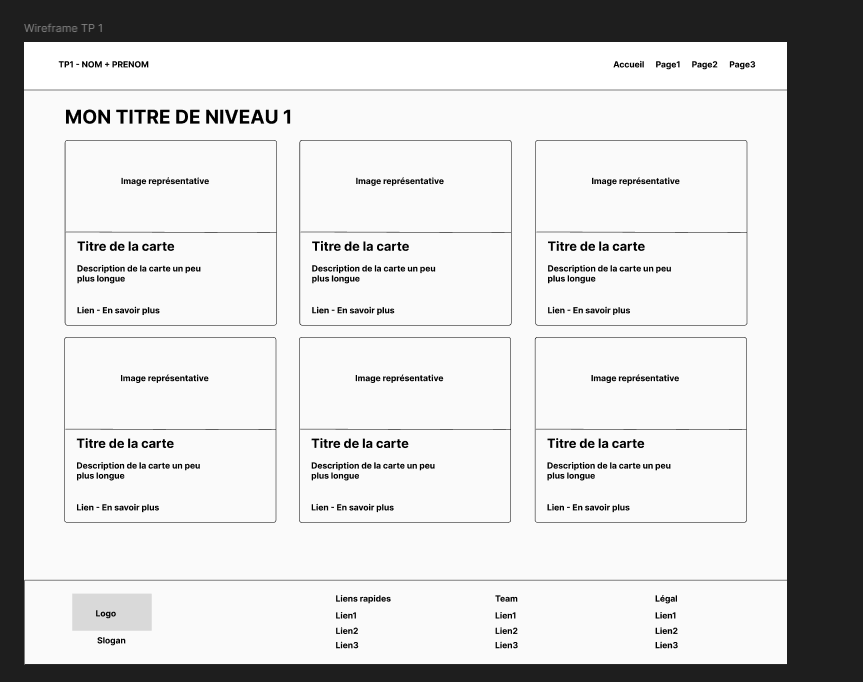 Wireframe TP 1
TP1 - NOM + PRENOM
Accueil Page1 Page2 Page3
MON TITRE DE NIVEAU 1
Image représentative
Titre de la carte
Description de la carte un peu
plus longue
Lien - En savoir plus
Image représentative
Titre de la carte
Description de la carte un peu
plus longue
Lien - En savoir plus
Image représentative
Titre de la carte
Description de la carte un peu
plus longue
Lien - En savoir plus
Image représentative
Titre de la carte
Description de la carte un peu
plus longue
Lien - En savoir plus
Image représentative
Titre de la carte
Description de la carte un peu
plus longue
Lien - En savoir plus
Image représentative
Titre de la carte
Description de la carte un peu
plus longue
Lien - En savoir plus
Logo
Slogan
Liens rapides
Lien1
Lien2
Lien3
Team
Lien1
Lien2
Lien3
Légal
Lien1
Lien2
Lien3